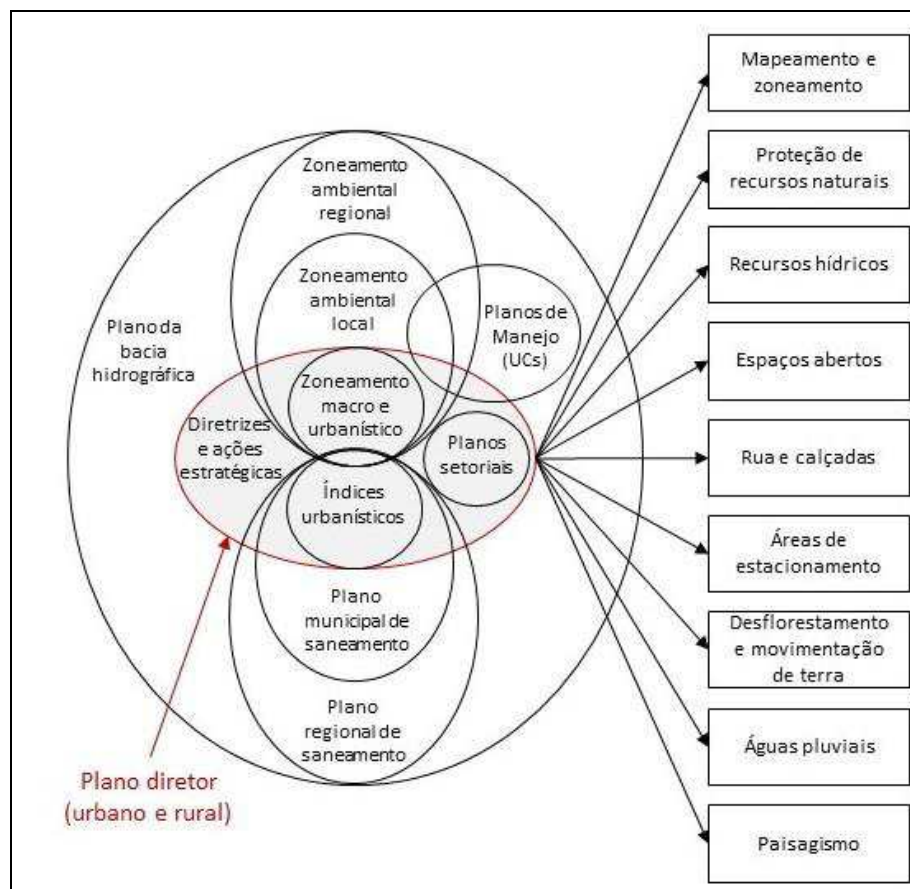 Zoneamento
ambiental
regional
Zoneamento
ambiental
local
Planos de
Manejo
(UCs)
Plano da
bacia
hidrográfica
Zoneamento
macro e
urbanístico
Diretrizes
e ações
estratégicas
Planos
setoriais
Índices
urbanísticos
Plano
municipal de
saneamento
Plano
regional de
saneamento
Plano diretor
(urbano e rural)
Mapeamento e
zoneamento
Proteção de
recursos naturais
Recursos hídricos
Espaços abertos
Rua e calçadas
Áreas de
estacionamento
Desflorestamento
e movimentação
de terra
Águas pluviais
Paisagismo